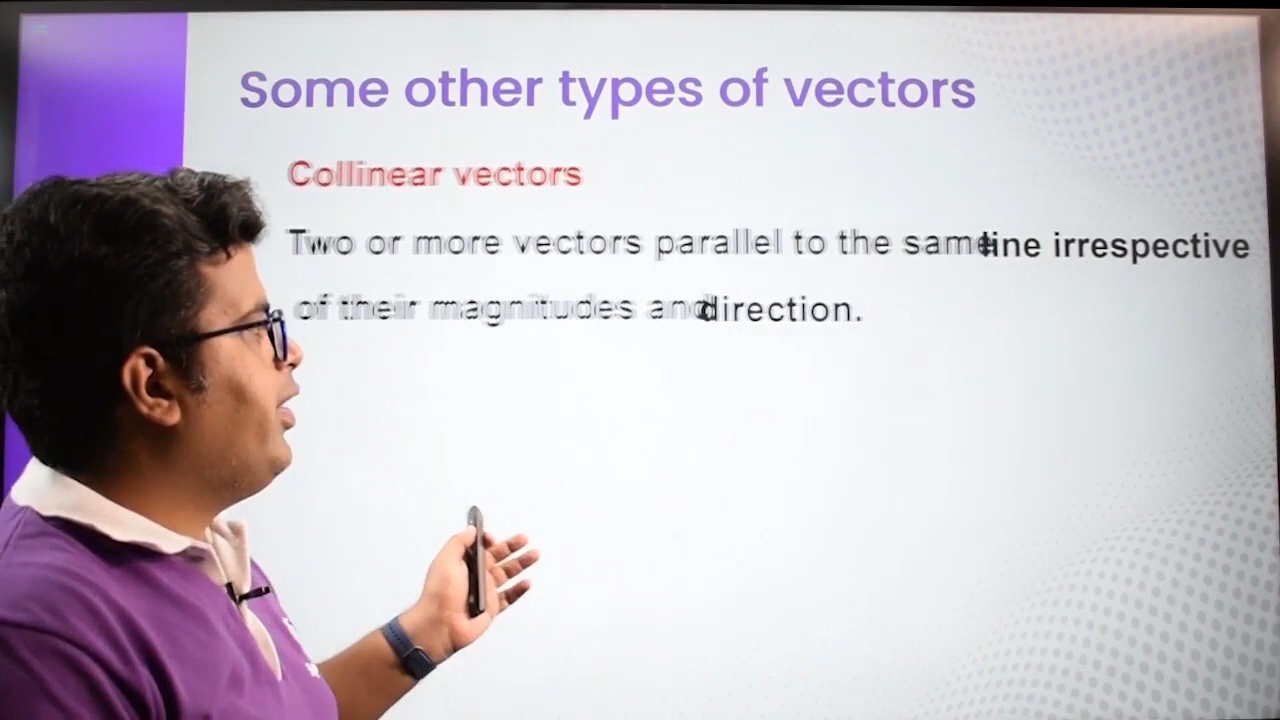 Some other types of vectors
Collinear vectors
Two or more vectors parallel to the same line irrespective
of their magnitudes and direction.